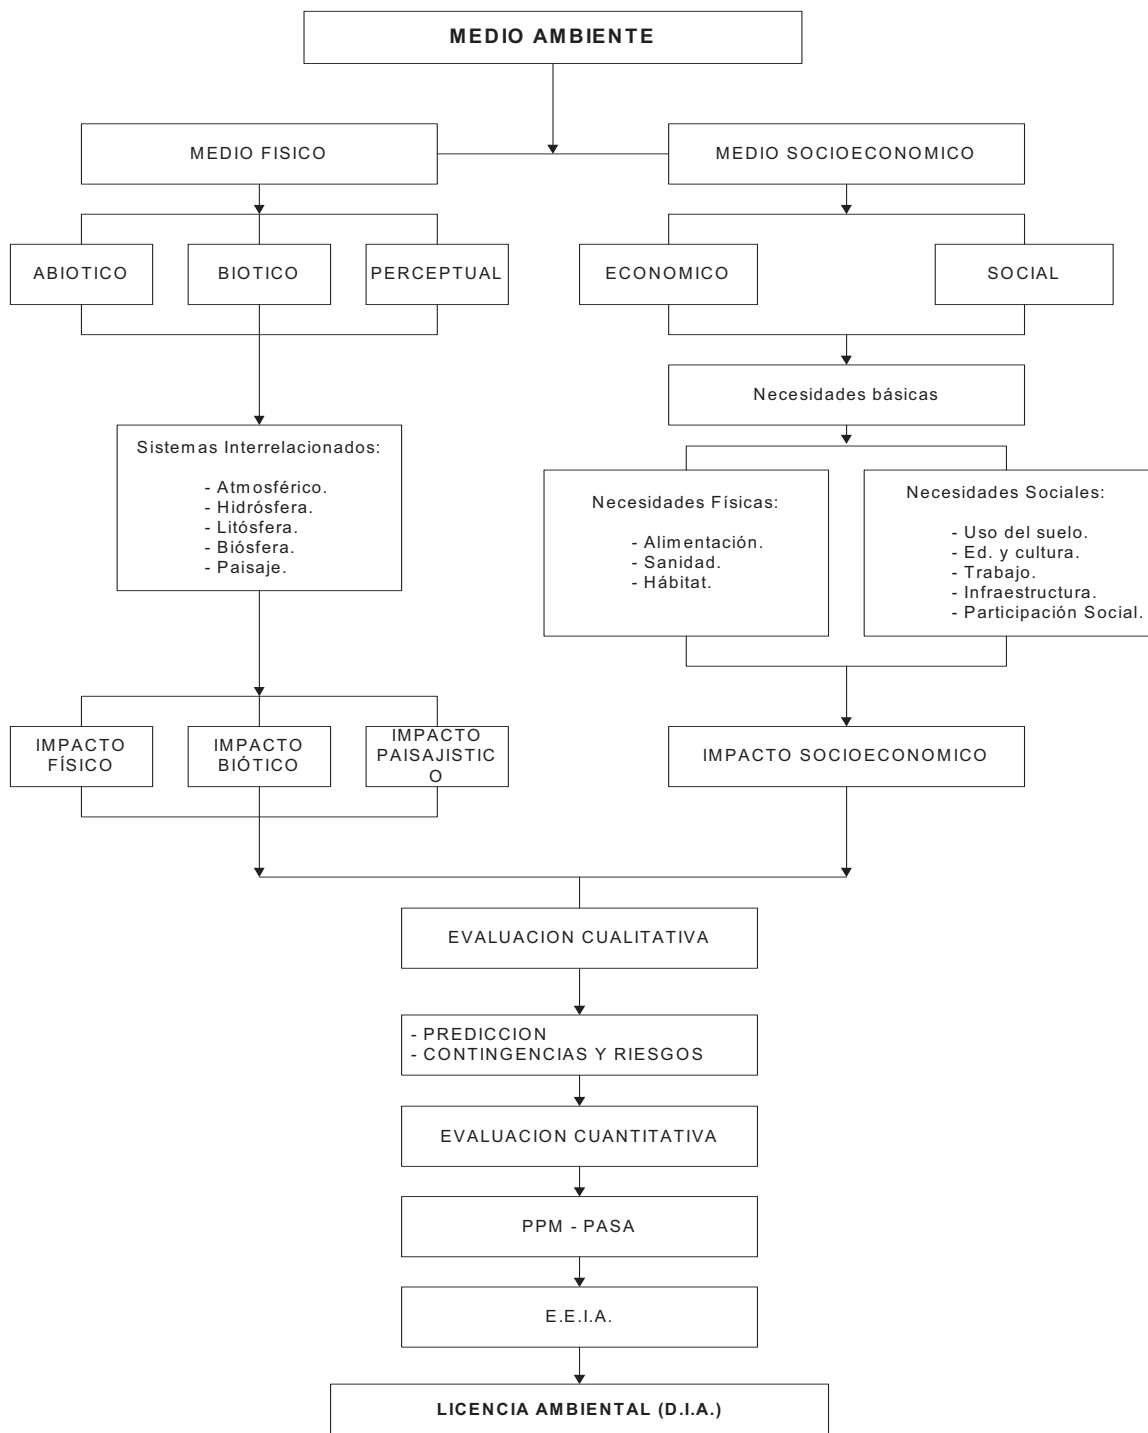 MEDIO AMBIENTE
MEDIO FISICO
MEDIO SOCIOECONOMICO
ABIOTICO
BIOTICO
PERCEPTUAL
ECONOMICO
SOCIAL
Necesidades básicas
Sistemas Interrelacionados:
- Atmosférico.
- Hidrósfera.
- Litósfera.
- Biósfera.
- Paisaje.
Necesidades Físicas:
- Alimentación.
- Sanidad.
- Hábitat.
Necesidades Sociales:
- Uso del suelo.
- Ed. y cultura.
- Trabajo.
- Infraestructura.
- Participación Social.
IMPACTO
FÍSICO
IMPACTO
BIÓTICO
IMPACTO
PAISAJISTIC
O
IMPACTO SOCIOECONOMICO
EVALUACION CUALITATIVA
- PREDICCION
- CONTINGENCIAS Y RIESGOS
EVALUACION CUANTITATIVA
PPM - PASA
E.E.I.A.
LICENCIA AMBIENTAL (D.I.A.)